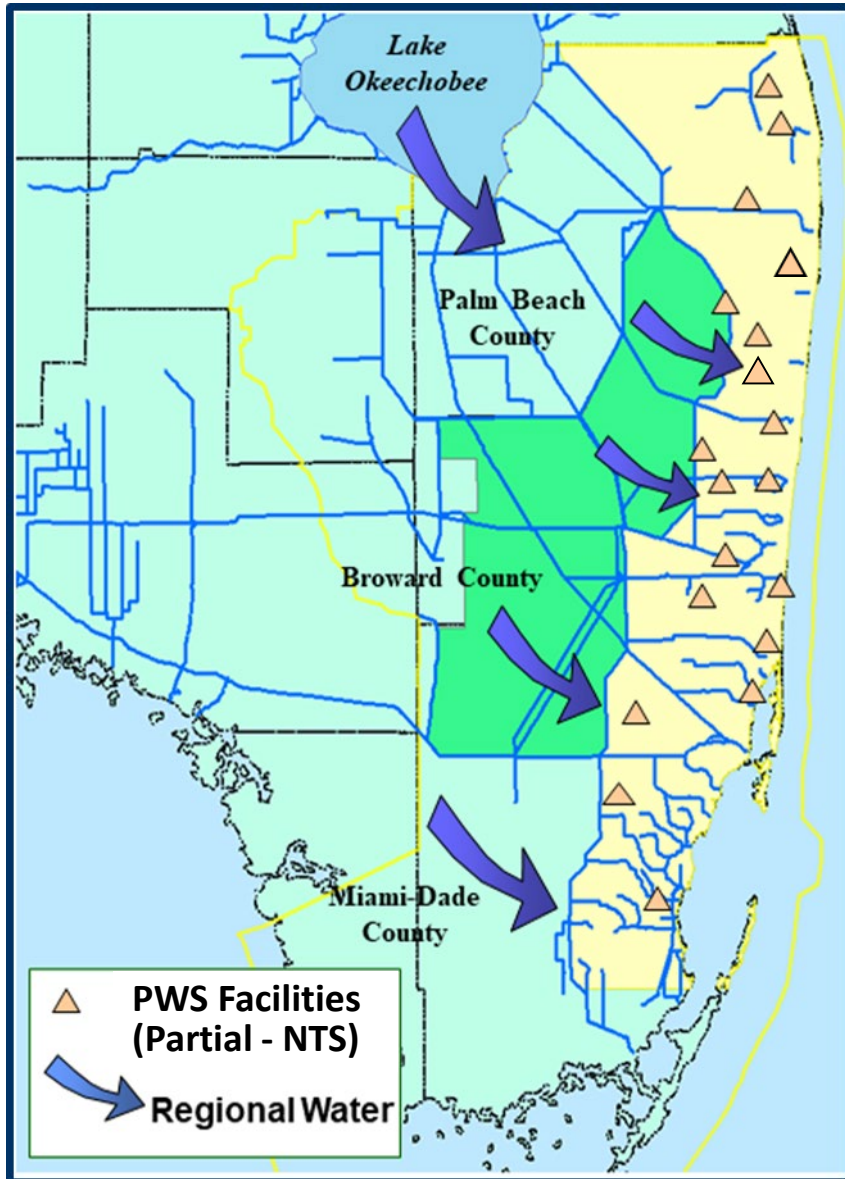 Lake
Okeechobee
Palm Beach
County
Broward County
Miami-Dade
County
PWS Facilities
(Partial - NTS)
Regional Water